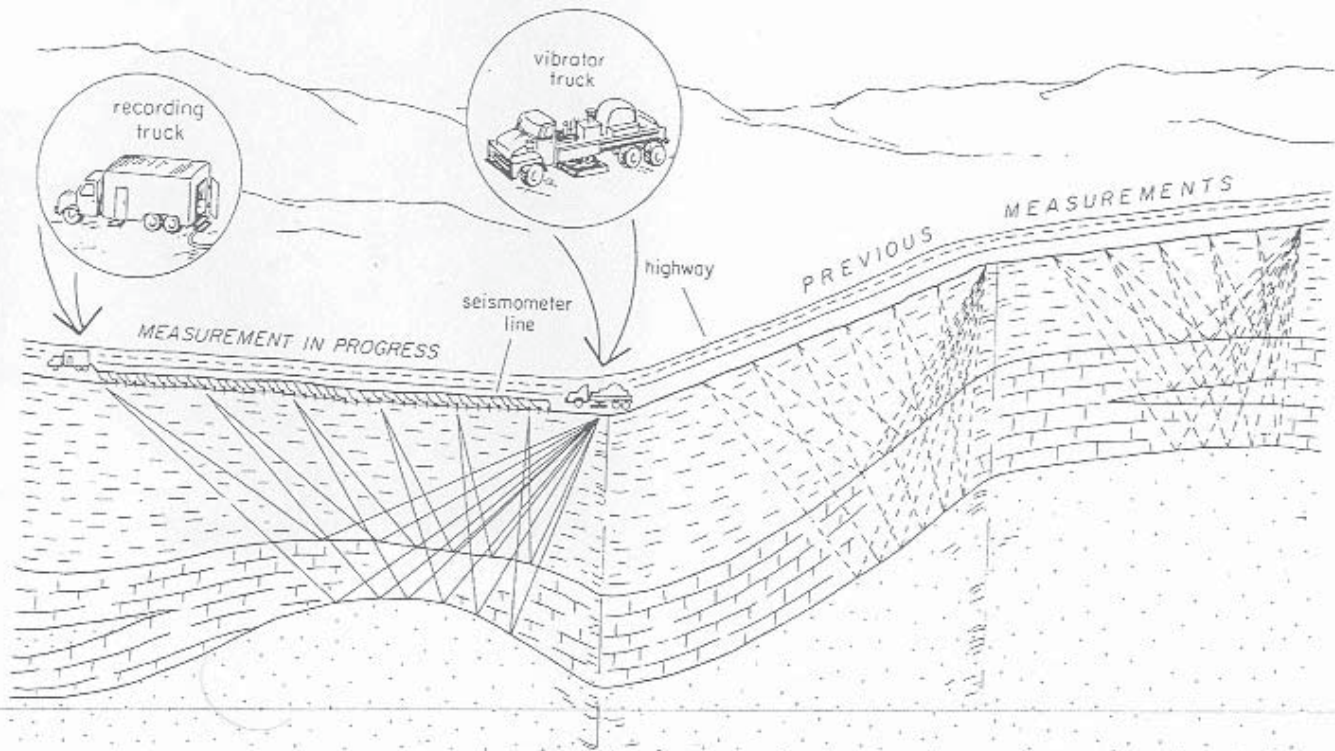 recording
truck
vibrator
truck
MEASUREMENT IN PROGRESS
seismometer
line
highway
PREVIOUS MEASUREMENTS